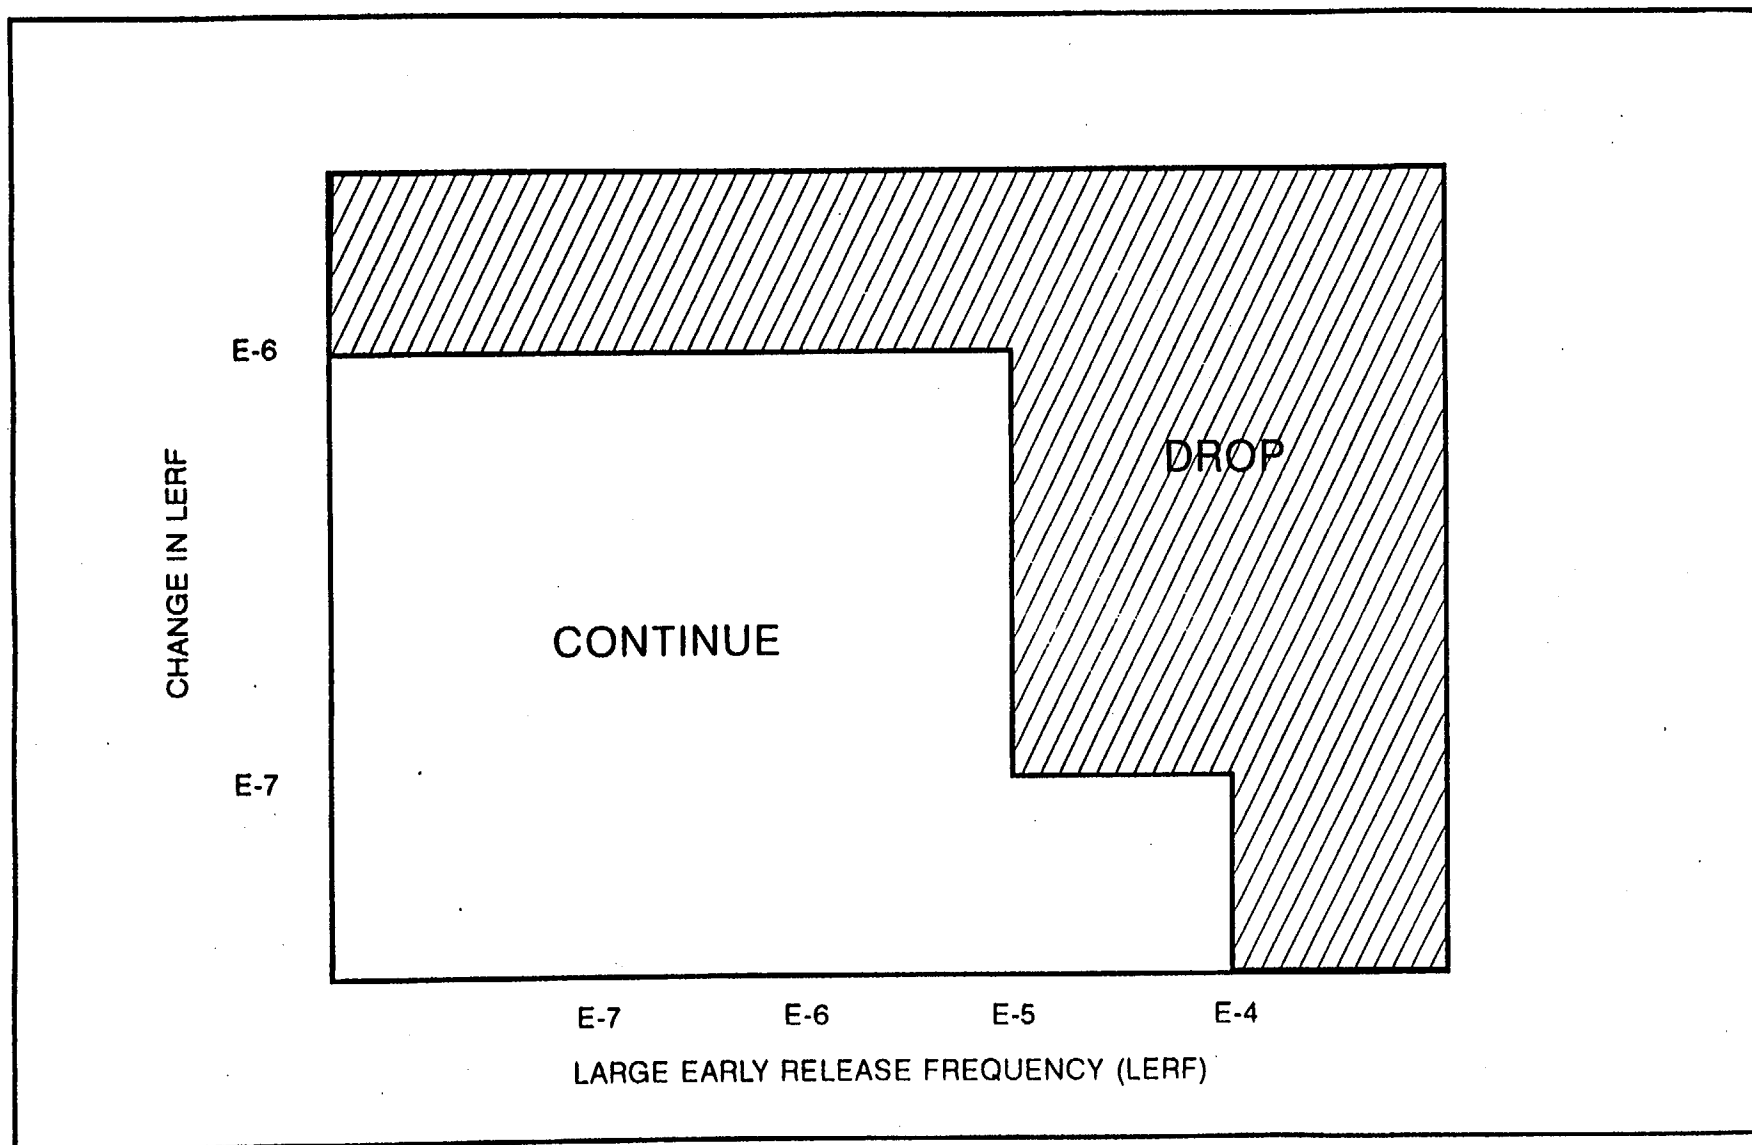 E-6
DROP
CHANGE IN LERF
CONTINUE
E-7
E-7 E-6 E-5 E-4
LARGE EARLY RELEASE FREQUENCY (LERF)